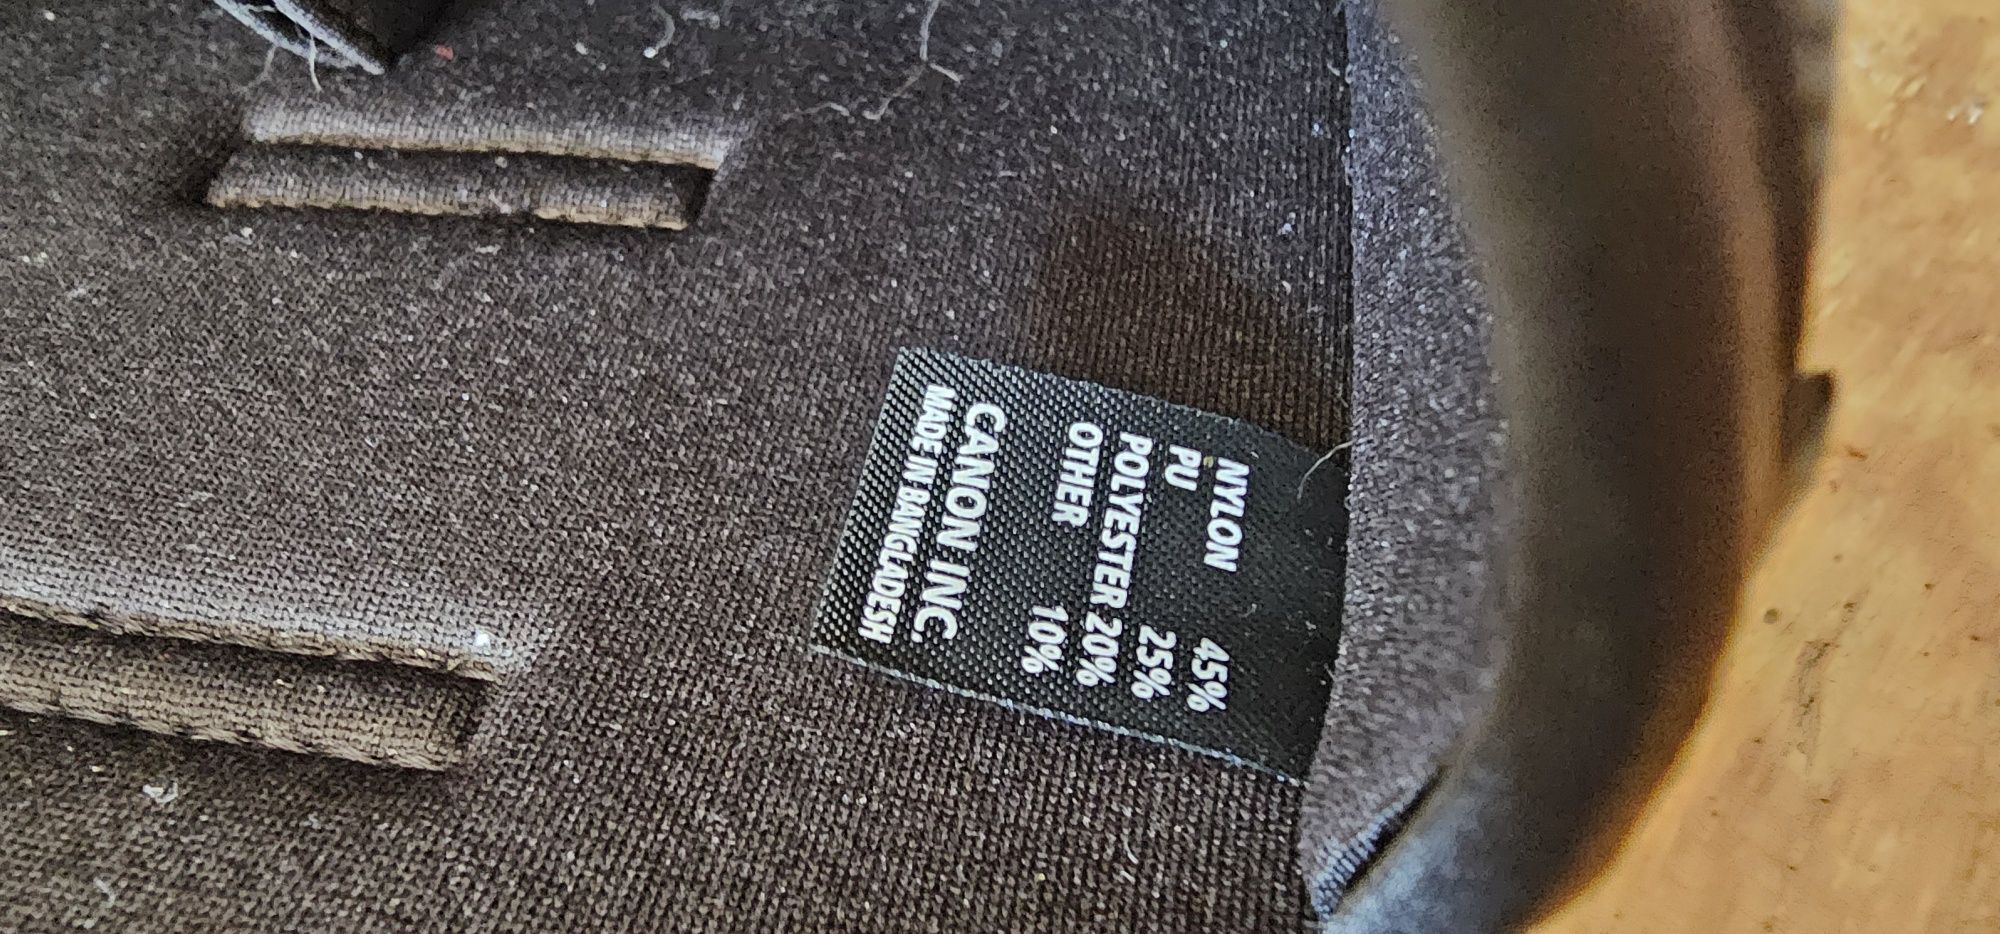 NYLON 45%
PU 25%
POLYESTER 20%
OTHER 10%
CANON INC.
MADE IN BANGLADESH